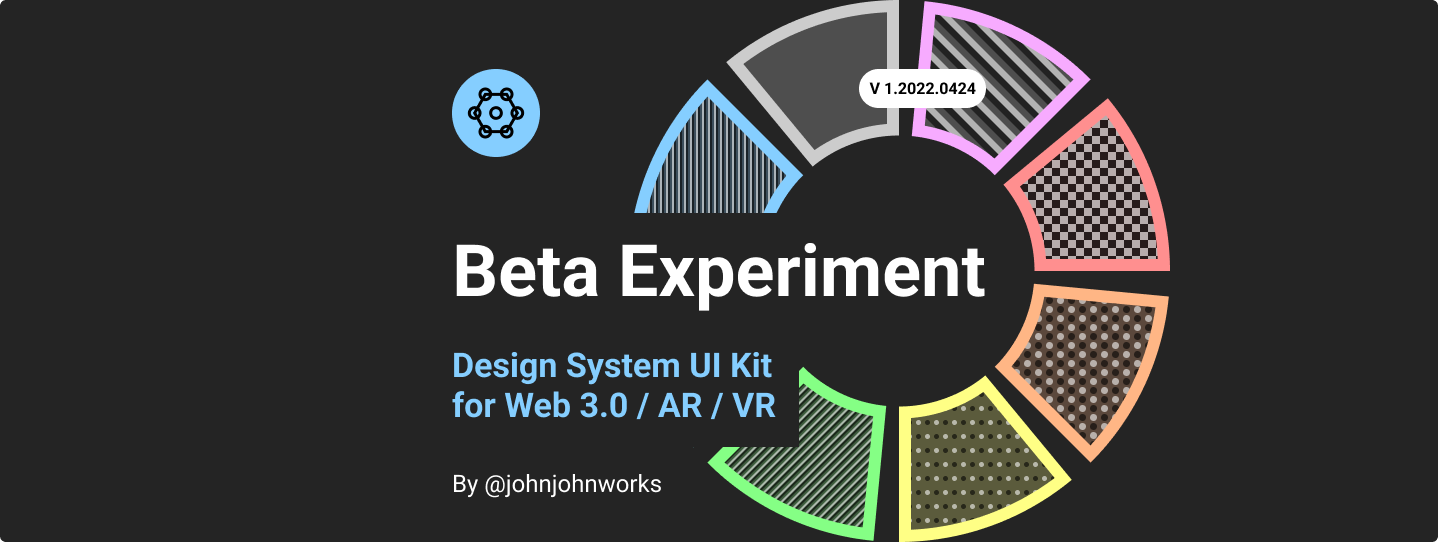 V 1.2022.0424
Beta Experiment
Design System UI Kit
for Web 3.0 / AR / VR
By @johnjohnworks